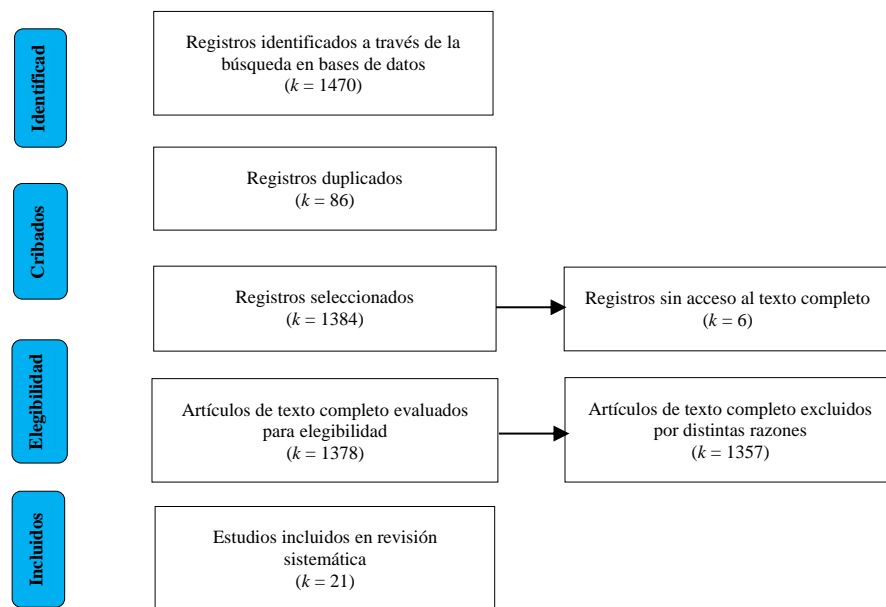 Identificad
Registros identificados a través de la
búsqueda en bases de datos
(k = 1470)
Cribados
Registros duplicados
(k = 86)
Registros seleccionados
(k = 1384)
Registros sin acceso al texto completo
(k = 6)
Elegibilidad
Artículos de texto completo evaluados
para elegibilidad
(k = 1378)
Artículos de texto completo excluidos
por distintas razones
(k = 1357)
Incluidos
Estudios incluidos en revisión
sistemática
(k = 21)